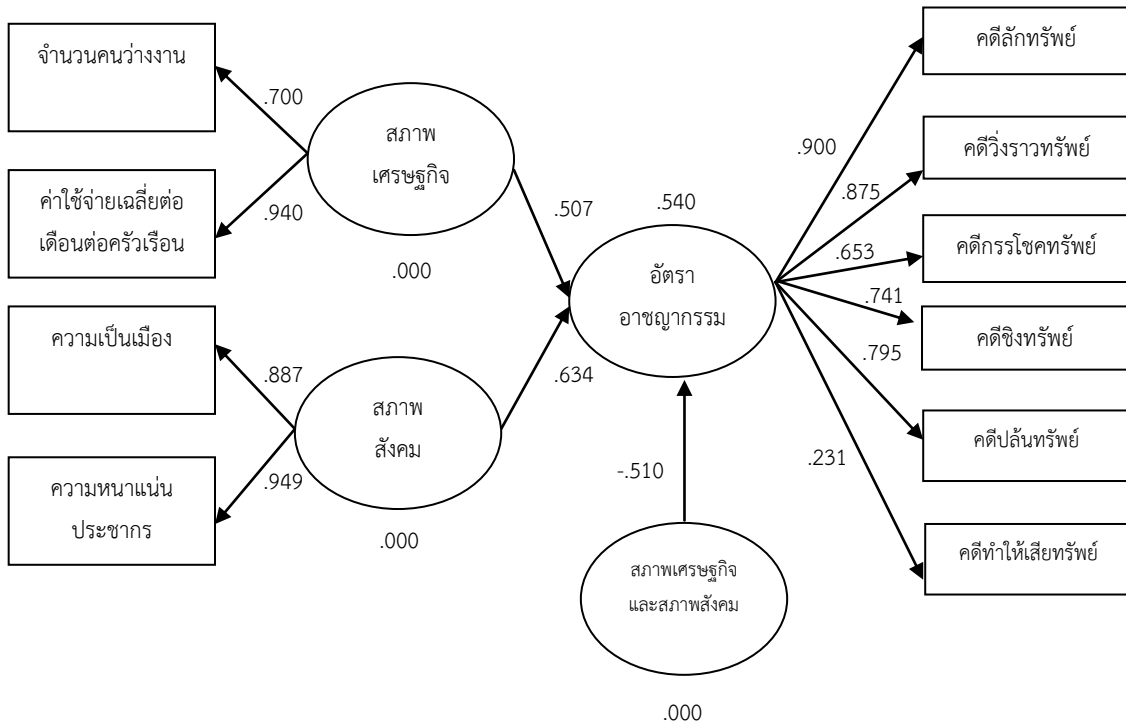 จำนวนคนว่างงาน
ค่าใช้จ่ายเฉลี่ยต่อ
เดือนต่อครัวเรือน
ความเป็นเมือง
ความหนาแน่น
ประชากร
.700
.940
.887
.949
สภาพ
เศรษฐกิจ
.000
สภาพ
สังคม
.000
.507
.634
.540
อัตรา
อาชญากรรม
-.510
สภาพเศรษฐกิจ
และสภาพสังคม
.000
.900
.875
.653
.741
.795
.231
คดีลักทรัพย์
คดีวิ่งราวทรัพย์
คดีกรรโชคทรัพย์
คดีชิงทรัพย์
คดีปล้นทรัพย์
คดีทำให้เสียทรัพย์